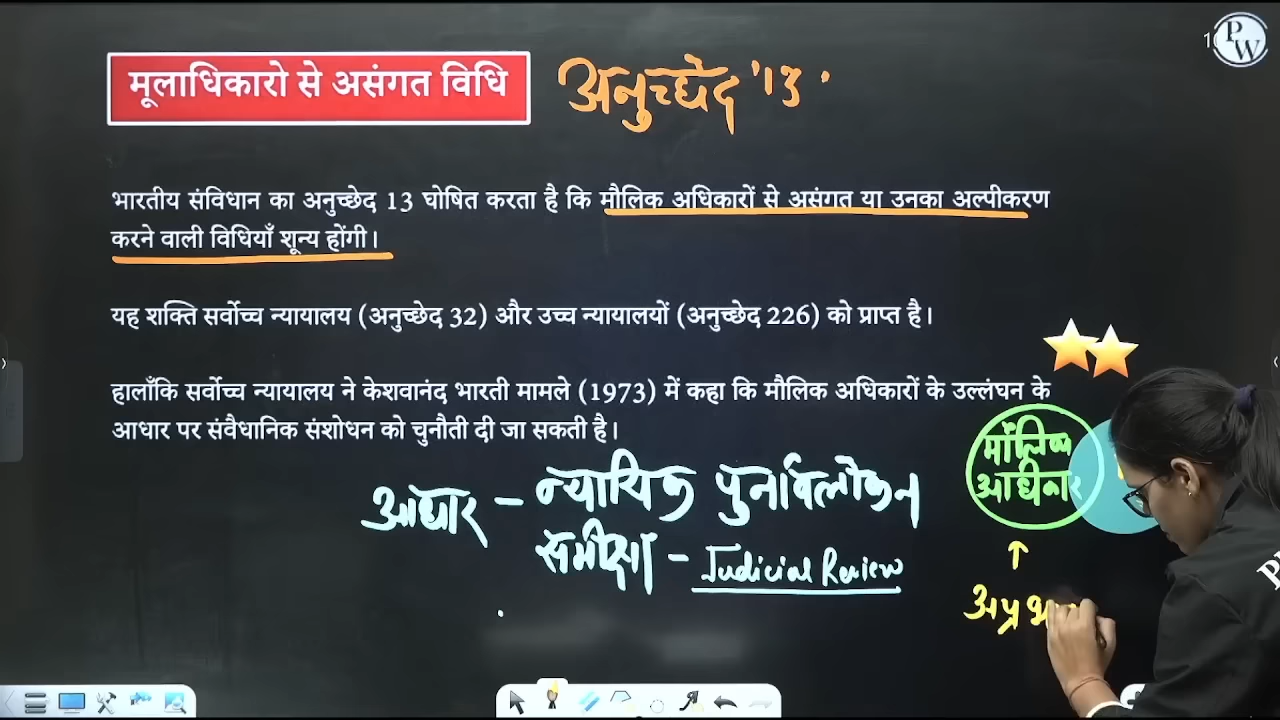 मूलाधिकारो से असंगत विधि
अनुच्छेद '13'
PW
भारतीय संविधान का अनुच्छेद 13 घोषित करता है कि मौलिक अधिकारों से असंगत या उनका अल्पीकरण
करने वाली विधियाँ शून्य होंगी।
यह शक्ति सर्वोच्च न्यायालय (अनुच्छेद 32) और उच्च न्यायालयों (अनुच्छेद 226) को प्राप्त है।
हालाँकि सर्वोच्च न्यायालय ने केशवानंद भारती मामले (1973) में कहा कि मौलिक अधिकारों के उल्लंघन के
आधार पर संवैधानिक संशोधन को चुनौती दी जा सकती है।
मौलिक
आधिकार
आधार – न्यायिक पुनर्विलोकन
समीक्षा – Judicial Review